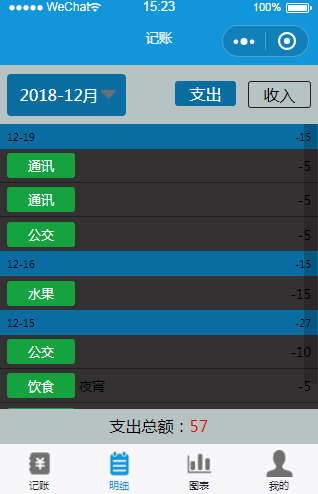 WeChat 15:23 100%
记账
2018-12月 支出 收入
12-19 -15
通讯 -5
通讯 -5
公交 -5
12-16 -15
水果 -15
12-15 -27
公交 -10
饮食 夜宵 -5
支出总额：57
记账 明细 图表 我的